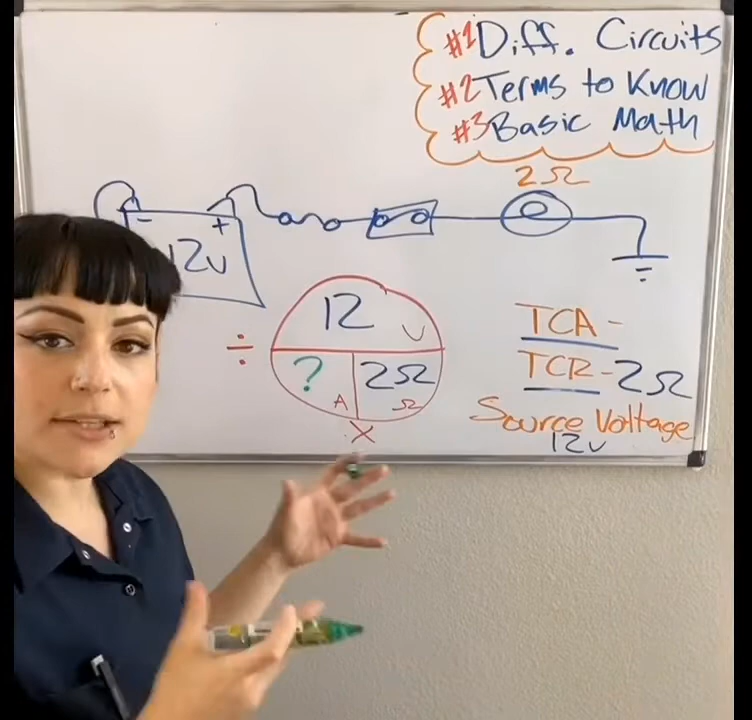 #1 Diff. Circuits
#2 Terms to Know
#3 Basic Math
2Ω
- +
12v
12 V
÷
? A 2Ω Ω
X
TCA -
TCR - 2Ω
Source Voltage
12v